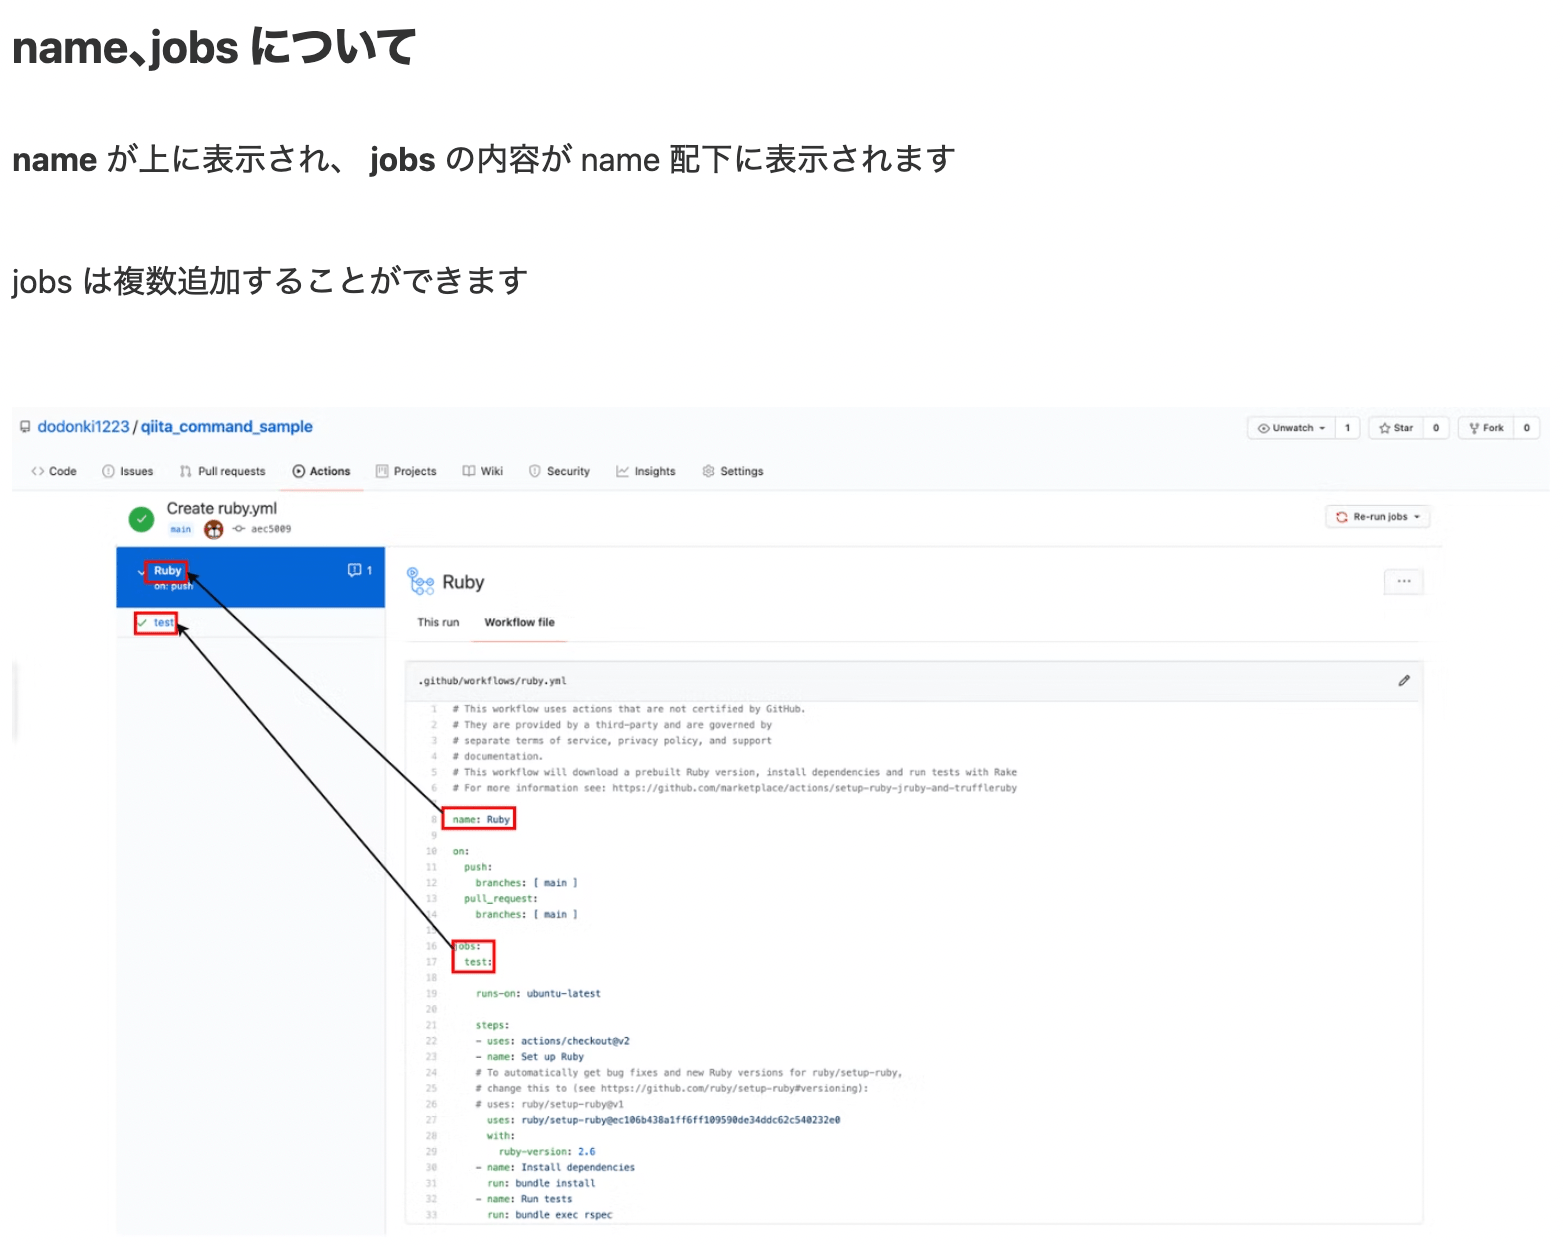 name、jobs について
name が上に表示され、 jobs の内容が name 配下に表示されます
jobs は複数追加することができます
dodonki1223 / qiita_command_sample
Unwatch 1 Star 0 Fork 0
Code Issues Pull requests Actions Projects Wiki Security Insights Settings
Create ruby.yml
main aec5009
Re-run jobs
Ruby 1
on: push
test
Ruby
...
This run Workflow file
.github/workflows/ruby.yml
1 # This workflow uses actions that are not certified by GitHub.
2 # They are provided by a third-party and are governed by
3 # separate terms of service, privacy policy, and support
4 # documentation.
5 # This workflow will download a prebuilt Ruby version, install dependencies and run tests with Rake
6 # For more information see: https://github.com/marketplace/actions/setup-ruby-jruby-and-truffleruby
8 name: Ruby
9
10 on:
11 push:
12 branches: [ main ]
13 pull_request:
14 branches: [ main ]
15
16 jobs:
17 test:
18
19 runs-on: ubuntu-latest
20
21 steps:
22 - uses: actions/checkout@v2
23 - name: Set up Ruby
24 # To automatically get bug fixes and new Ruby versions for ruby/setup-ruby,
25 # change this to (see https://github.com/ruby/setup-ruby#versioning):
26 # uses: ruby/setup-ruby@v1
27 uses: ruby/setup-ruby@ec106b438a1ff6ff109590de34ddc62c540232e0
28 with:
29 ruby-version: 2.6
30 - name: Install dependencies
31 run: bundle install
32 - name: Run tests
33 run: bundle exec rspec